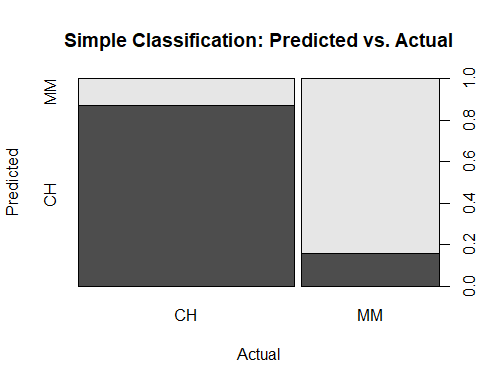 Simple Classification: Predicted vs. Actual
Predicted
MM
CH
1.0
0.8
0.6
0.4
0.2
0.0
CH
MM
Actual